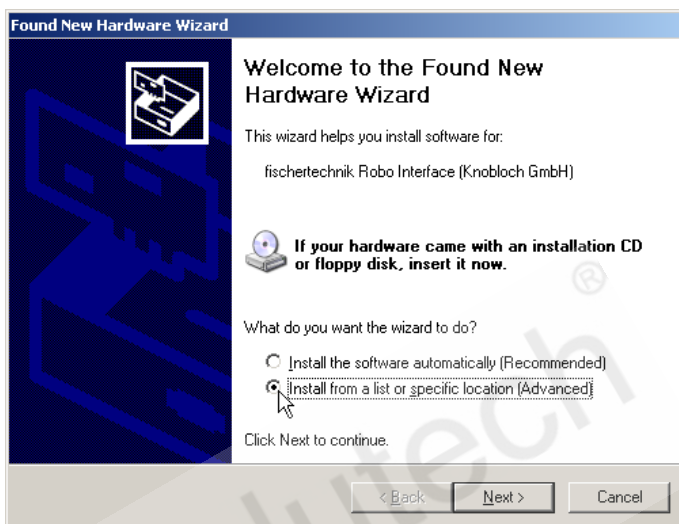 Found New Hardware Wizard
Welcome to the Found New
Hardware Wizard
This wizard helps you install software for:
fischertechnik Robo Interface (Knobloch GmbH)
If your hardware came with an installation CD
or floppy disk, insert it now.
®
What do you want the wizard to do?
Install the software automatically (Recommended)
Install from a list or specific location (Advanced)
Click Next to continue.
< Back
Next >
Cancel